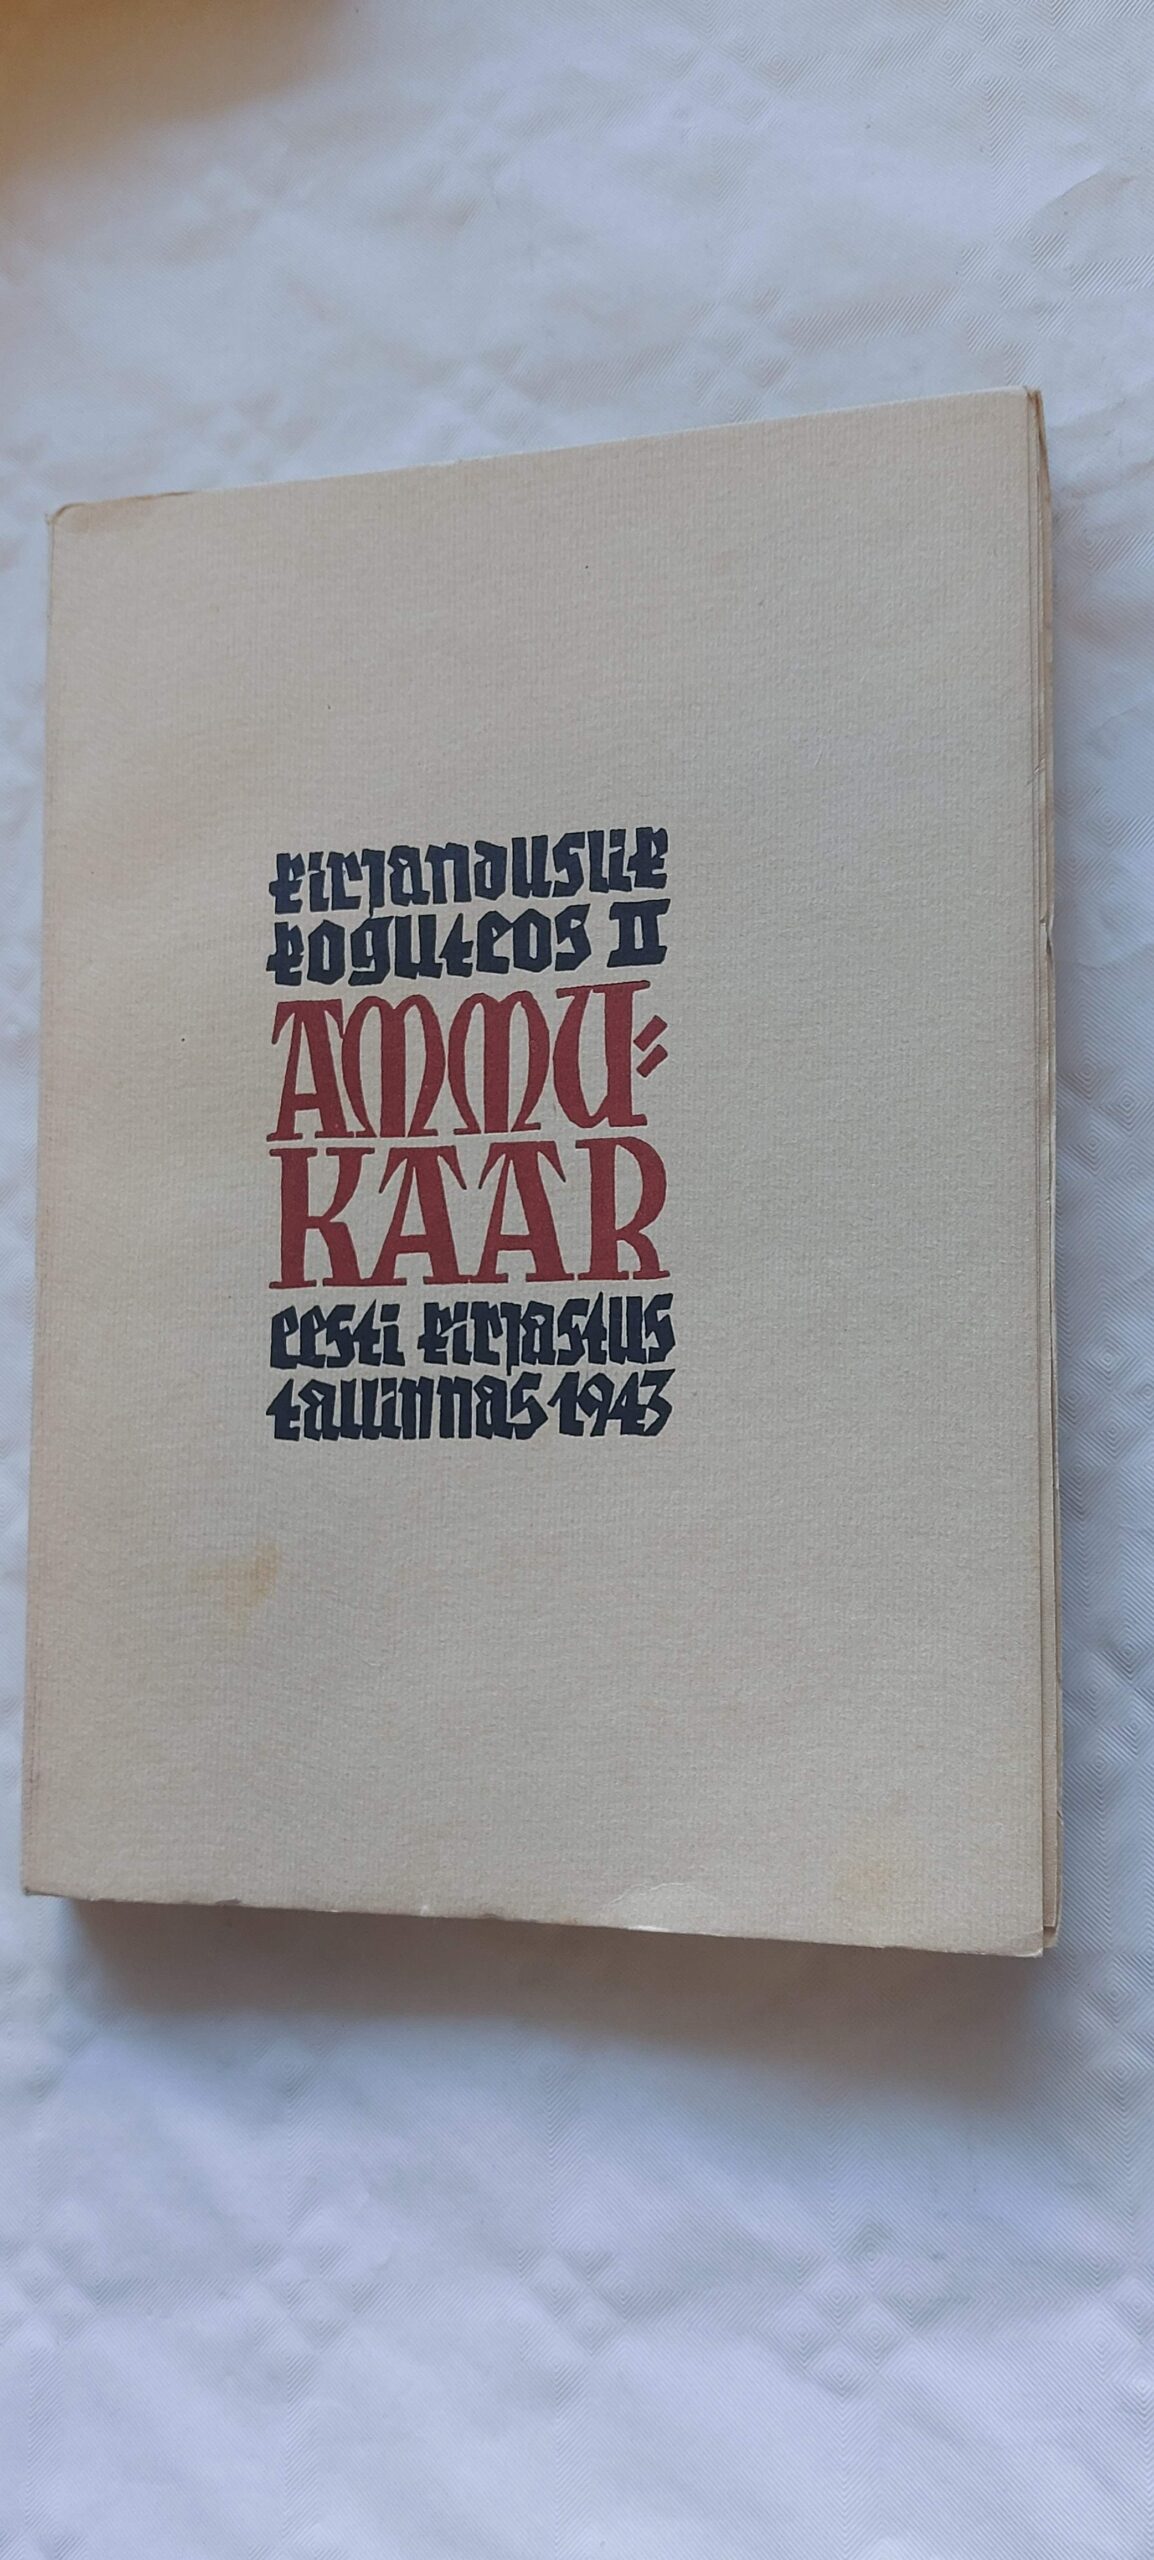 kirjanduslik
koguteos II
AMMU=
KAAR
eesti kirjastus
tallinnas 1943